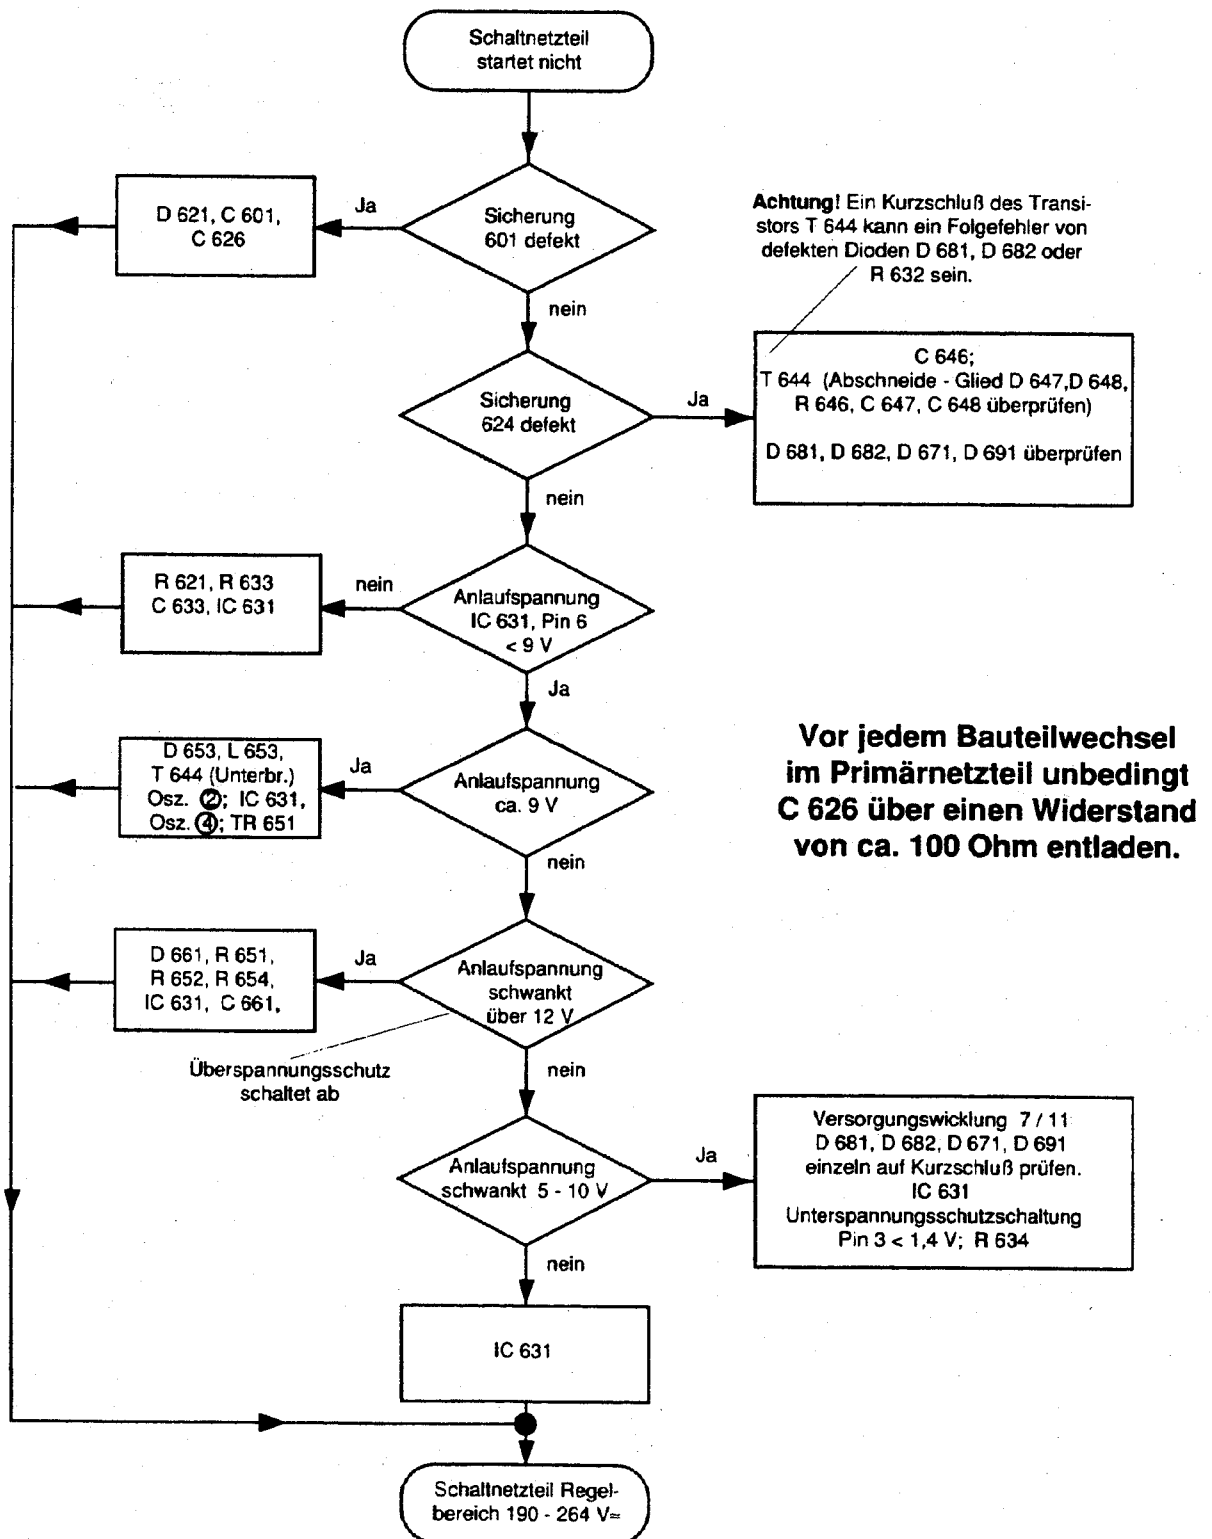 Schaltnetzteil
startet nicht
D 621, C 601,
C 626
Ja
Sicherung
601 defekt
Achtung! Ein Kurzschluß des Transi-
stors T 644 kann ein Folgefehler von
defekten Dioden D 681, D 682 oder
R 632 sein.
nein
Sicherung
624 defekt
Ja
C 646;
T 644 (Abschneide - Glied D 647,D 648,
R 646, C 647, C 648 überprüfen)
D 681, D 682, D 671, D 691 überprüfen
nein
R 621, R 633
C 633, IC 631
nein
Anlaufspannung
IC 631, Pin 6
< 9 V
Ja
D 653, L 653,
T 644 (Unterbr.)
Osz. ②; IC 631,
Osz. ④; TR 651
Ja
Anlaufspannung
ca. 9 V
Vor jedem Bauteilwechsel
im Primärnetzteil unbedingt
C 626 über einen Widerstand
von ca. 100 Ohm entladen.
nein
D 661, R 651,
R 652, R 654,
IC 631, C 661,
Ja
Anlaufspannung
schwankt
über 12 V
Überspannungsschutz
schaltet ab
nein
Anlaufspannung
schwankt 5 - 10 V
Ja
Versorgungswicklung 7 / 11
D 681, D 682, D 671, D 691
einzeln auf Kurzschluß prüfen.
IC 631
Unterspannungsschutzschaltung
Pin 3 < 1,4 V; R 634
nein
IC 631
Schaltnetzteil Regel-
bereich 190 - 264 V≃